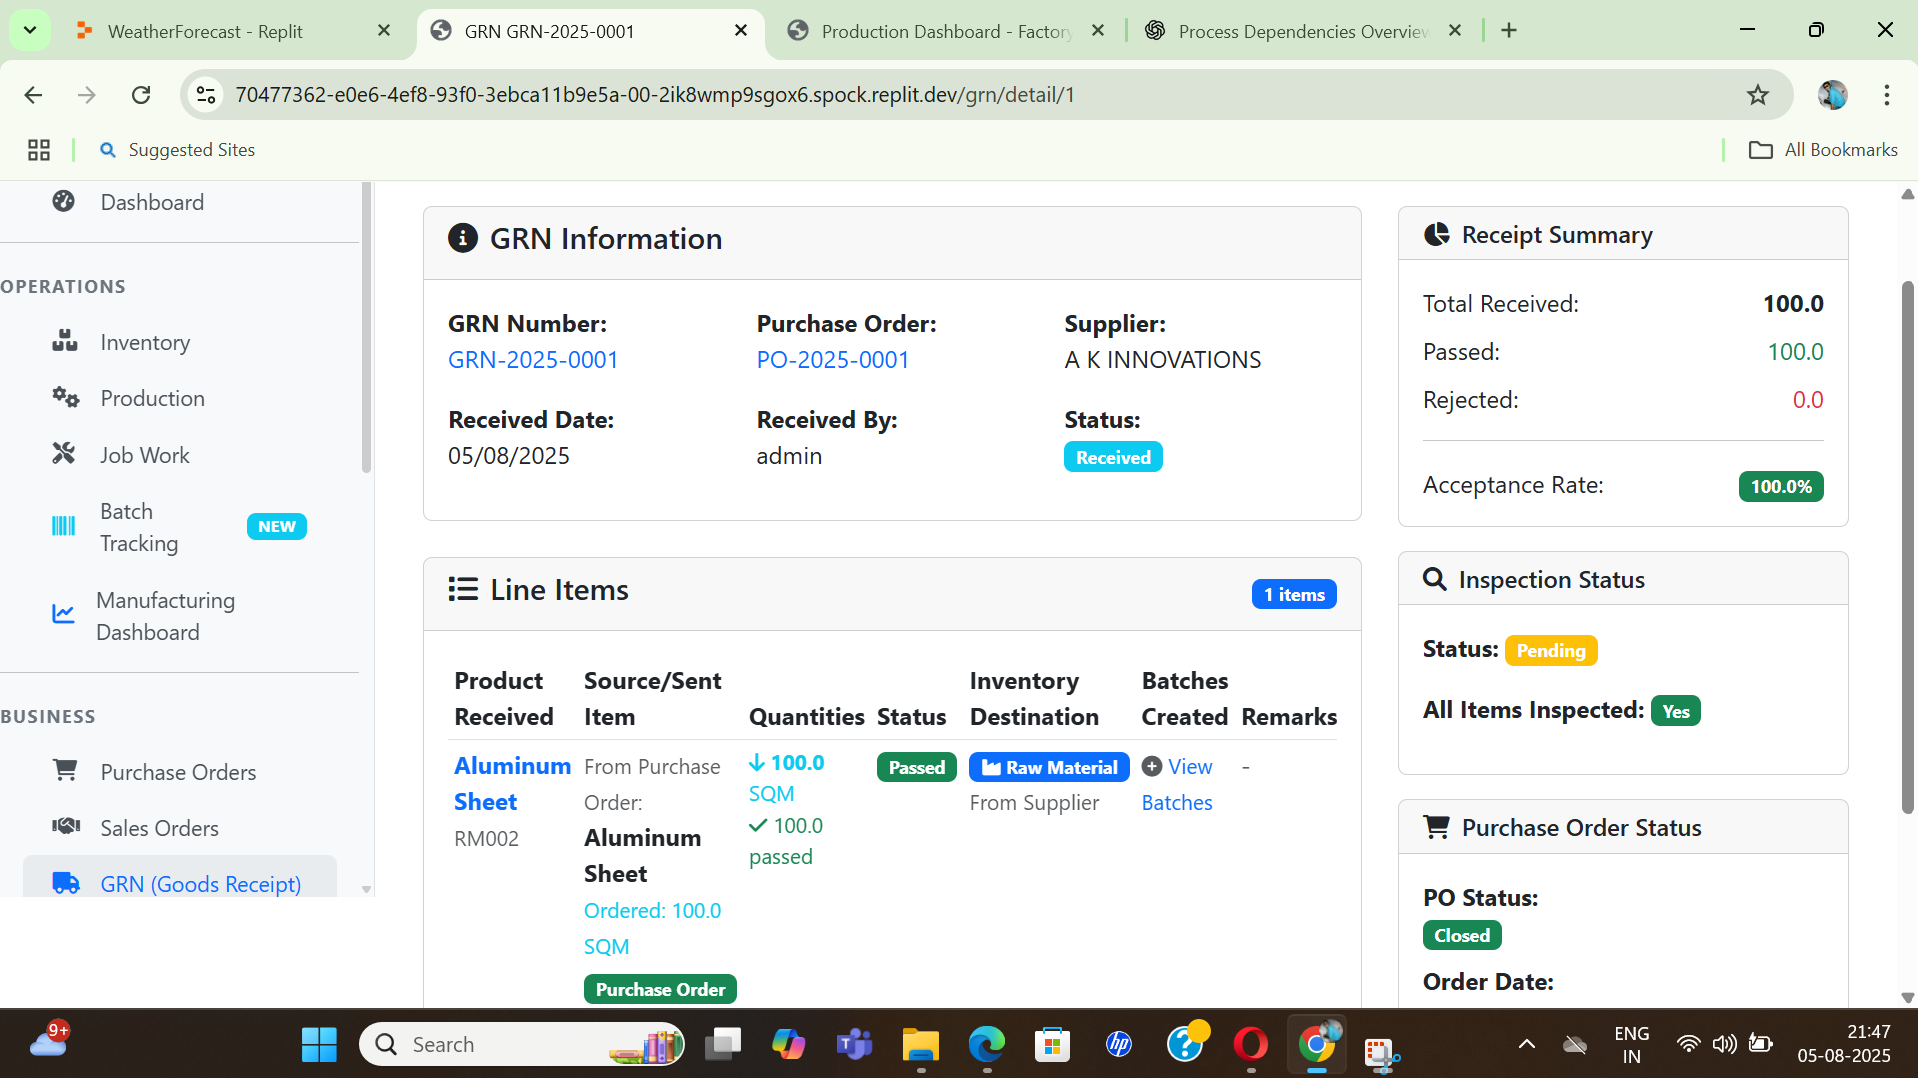 WeatherForecast - Replit
GRN GRN-2025-0001
Production Dashboard - Factory
Process Dependencies Overview
70477362-e0e6-4ef8-93f0-3ebca11b9e5a-00-2ik8wmp9sgox6.spock.replit.dev/grn/detail/1
Suggested Sites
All Bookmarks
Dashboard
OPERATIONS
Inventory
Production
Job Work
Batch
Tracking
NEW
Manufacturing
Dashboard
BUSINESS
Purchase Orders
Sales Orders
GRN (Goods Receipt)
GRN Information
GRN Number:
GRN-2025-0001
Purchase Order:
PO-2025-0001
Supplier:
A K INNOVATIONS
Received Date:
05/08/2025
Received By:
admin
Status:
Received
Line Items
1 items
Product
Received
Source/Sent
Item
Quantities
Status
Inventory
Destination
Batches
Created
Remarks
Aluminum
Sheet
RM002
From Purchase
Order:
Aluminum
Sheet
Ordered: 100.0
SQM
Purchase Order
100.0
SQM
100.0
passed
Passed
Raw Material
From Supplier
View
Batches
-
Receipt Summary
Total Received: 100.0
Passed: 100.0
Rejected: 0.0
Acceptance Rate: 100.0%
Inspection Status
Status: Pending
All Items Inspected: Yes
Purchase Order Status
PO Status:
Closed
Order Date:
9+
Search
hp
ENG
IN
21:47
05-08-2025